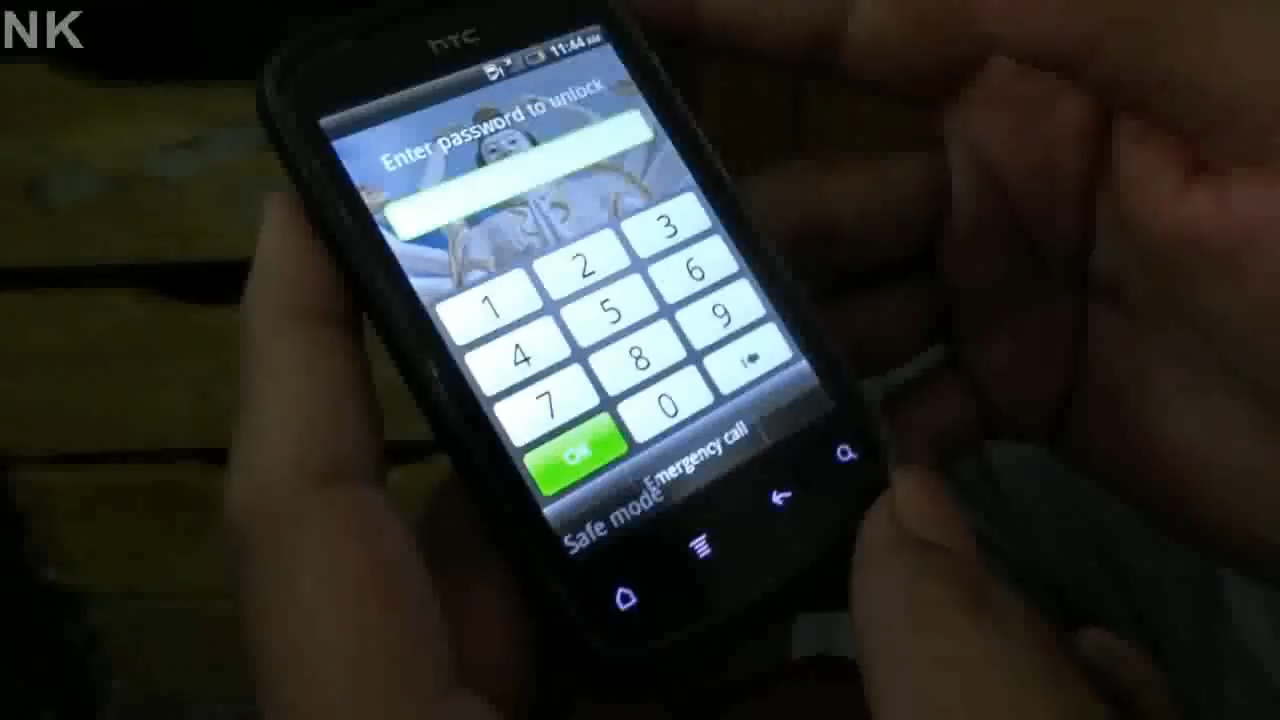 NK
hTC
11:44 AM
Enter password to unlock
1 2 3
4 5 6
7 8 9
OK 0
Emergency call
Safe mode